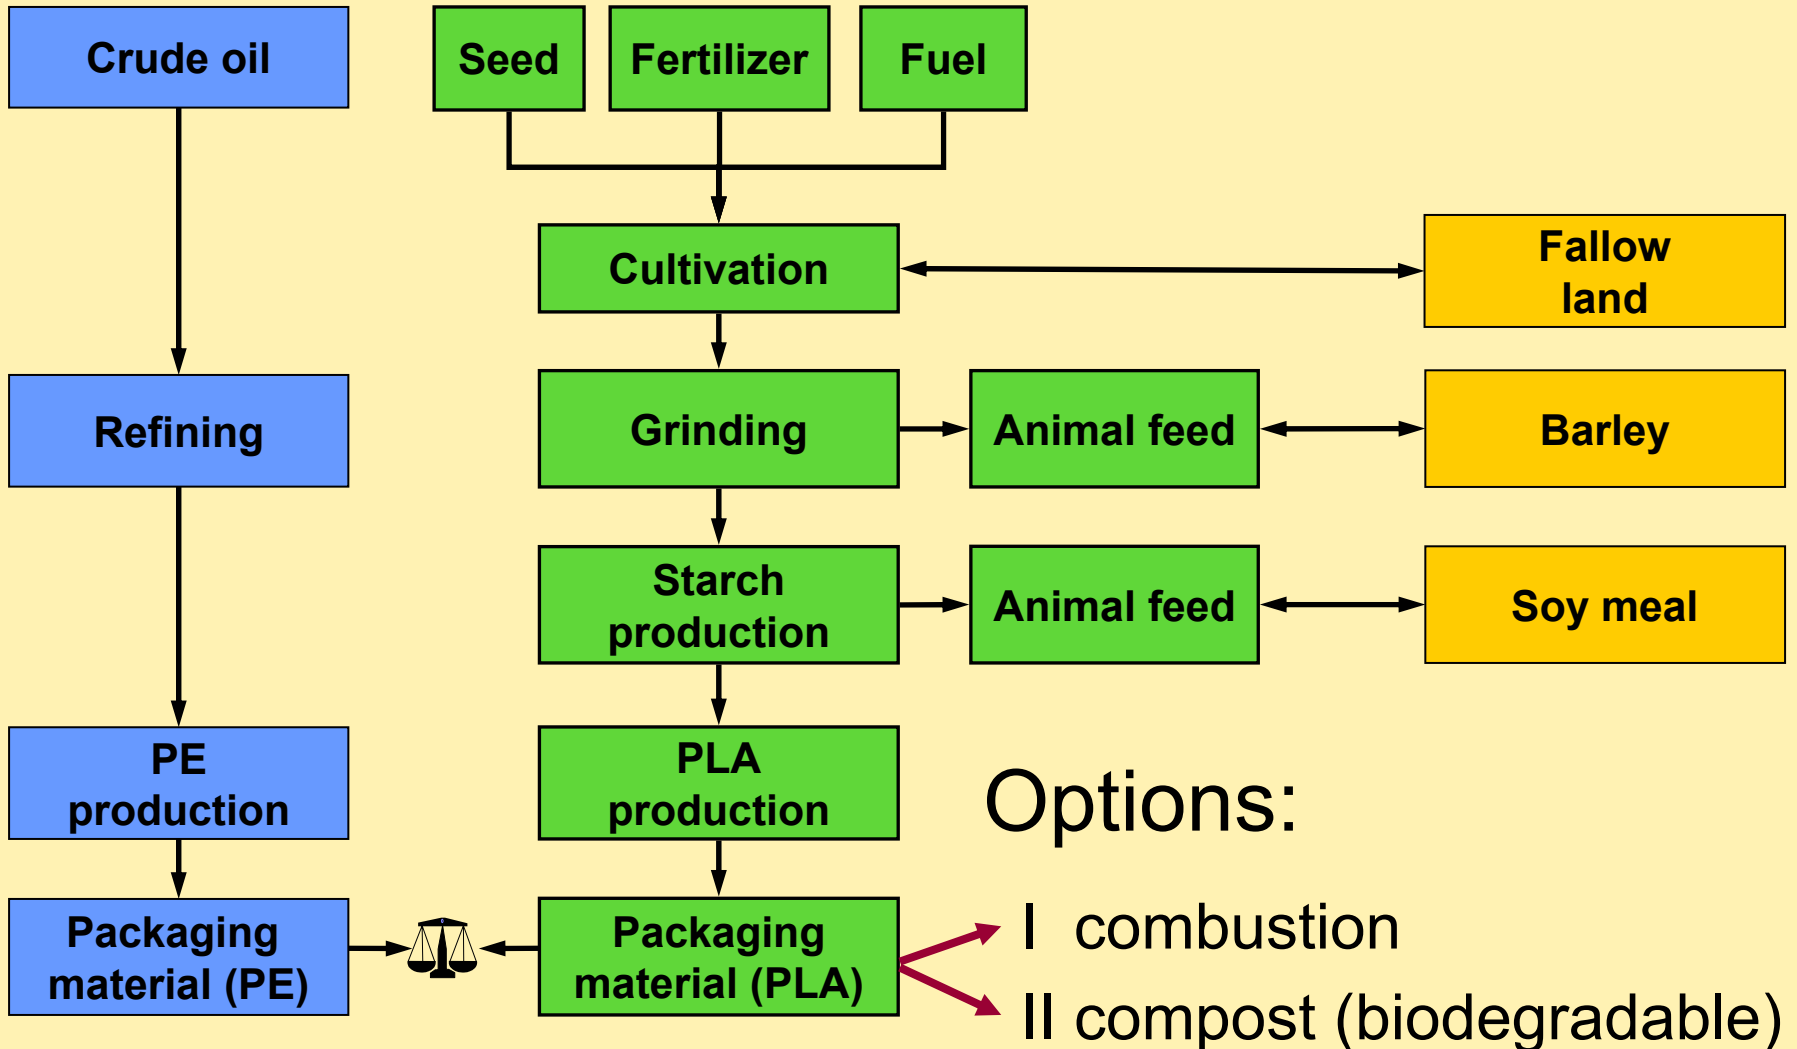 Crude oil
Seed
Fertilizer
Fuel
Cultivation
Fallow
land
Refining
Grinding
Animal feed
Barley
Starch
production
Animal feed
Soy meal
PE
production
PLA
production
Options:
Packaging
material (PE)
Packaging
material (PLA)
I combustion
II compost (biodegradable)